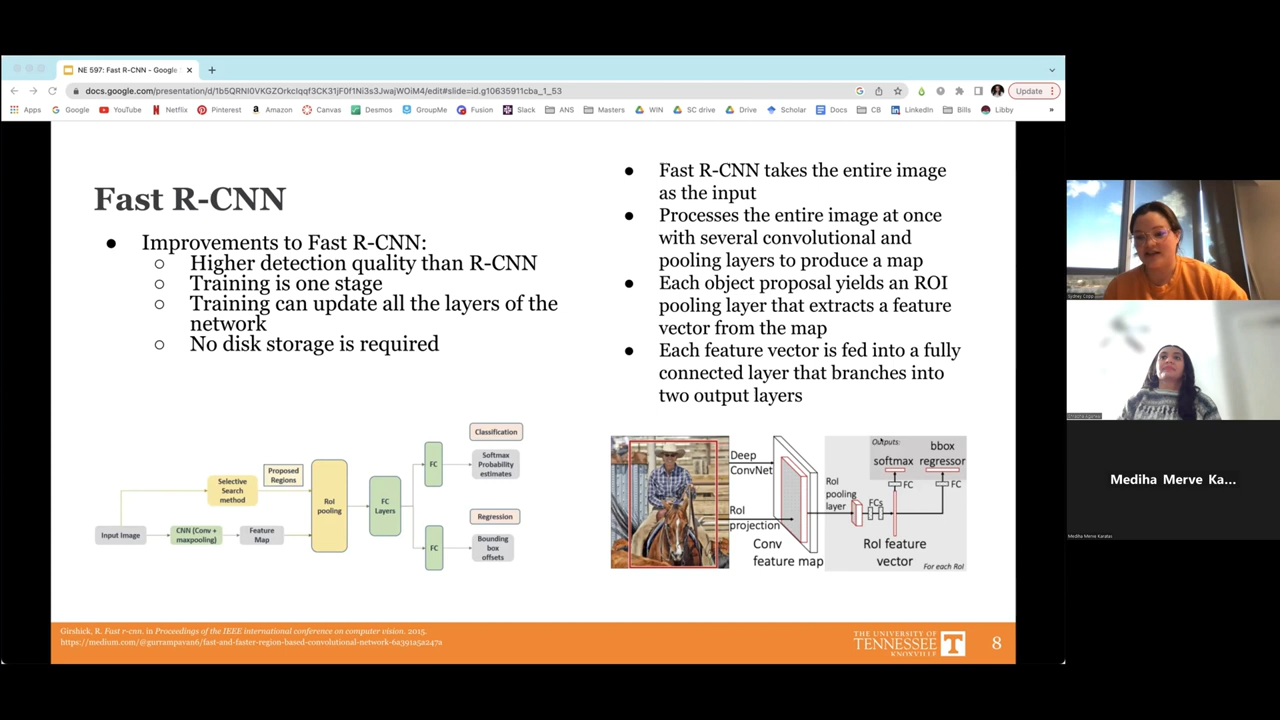 NE 597: Fast R-CNN - Google
docs.google.com/presentation/d/1b5QRNI0VKGZOrkclqqf3CK31jF0f1Ni3s3JwajWOiM4/edit#slide=id.g10635911cba_1_53
Update
Apps
Google
YouTube
Netflix
Pinterest
Amazon
Canvas
Desmos
GroupMe
Fusion
Slack
ANS
Masters
WIN
SC drive
Drive
Scholar
Docs
CB
LinkedIn
Bills
Libby
»
Fast R-CNN
● Improvements to Fast R-CNN:
○ Higher detection quality than R-CNN
○ Training is one stage
○ Training can update all the layers of the
network
○ No disk storage is required
● Fast R-CNN takes the entire image
as the input
● Processes the entire image at once
with several convolutional and
pooling layers to produce a map
● Each object proposal yields an ROI
pooling layer that extracts a feature
vector from the map
● Each feature vector is fed into a fully
connected layer that branches into
two output layers
Input Image
Selective
Search
method
CNN (Conv +
maxpooling)
Feature
Map
Proposed
Regions
RoI
pooling
FC
Layers
FC
FC
Classification
Softmax
Probability
estimates
Regression
Bounding
box
offsets
Deep
ConvNet
RoI
projection
Conv
feature map
RoI
pooling
layer
FCs
RoI feature
vector
Outputs:
softmax
bbox
regressor
FC
FC
For each RoI
Girshick, R. Fast r-cnn. in Proceedings of the IEEE international conference on computer vision. 2015.
https://medium.com/@gurrampavan6/fast-and-faster-region-based-convolutional-network-6a391a5a247a
THE UNIVERSITY OF
TENNESSEE
KNOXVILLE
T
8
Sydney Copp
Mediha Merve Ka...
Mediha Merve Karatas